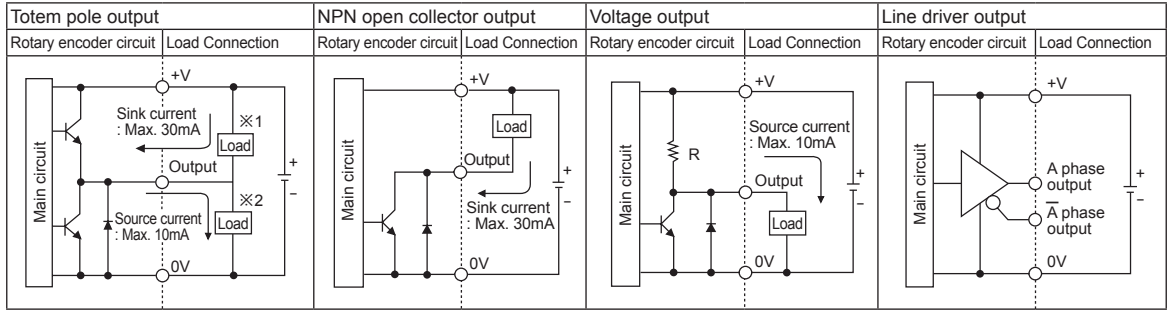 Totem pole output
NPN open collector output
Voltage output
Line driver output
Rotary encoder circuit
Load Connection
Rotary encoder circuit
Load Connection
Rotary encoder circuit
Load Connection
Rotary encoder circuit
Load Connection
Main circuit
+V
Sink current
: Max. 30mA
※1
Load
Output
※2
Source current
: Max. 10mA
Load
0V
+
−
Main circuit
+V
Load
Output
Sink current
: Max. 30mA
0V
+
−
Main circuit
+V
R
Source current
: Max. 10mA
Output
Load
0V
+
−
Main circuit
+V
A phase
output
A̅ phase
output
0V
+
−